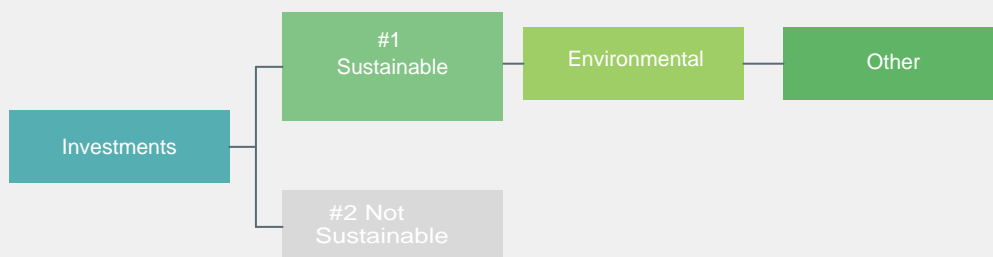 #1
Sustainable
Environmental
Other
Investments
#2 Not
Sustainable